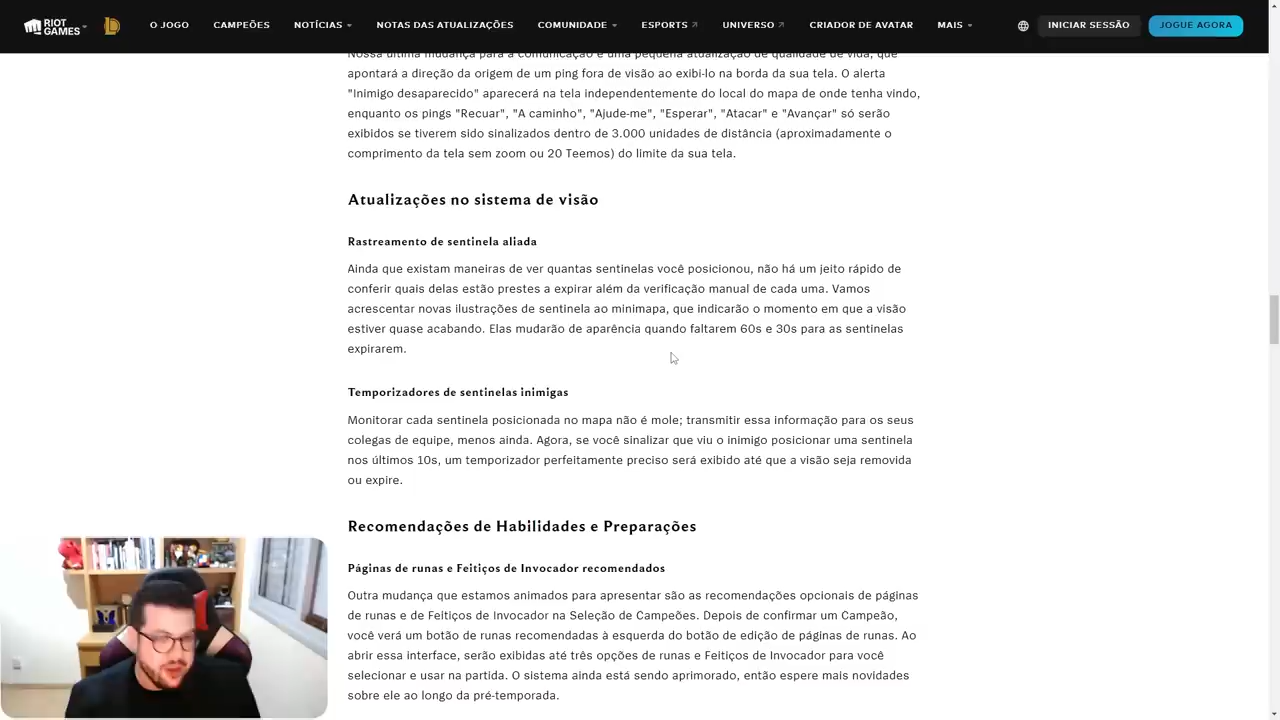 RIOT GAMES
O JOGO CAMPEÕES NOTÍCIAS NOTAS DAS ATUALIZAÇÕES COMUNIDADE ESPORTS UNIVERSO CRIADOR DE AVATAR MAIS INICIAR SESSÃO JOGUE AGORA
Nossa última mudança para a comunicação é uma pequena atualização de qualidade de vida, que
apontará a direção da origem de um ping fora de visão ao exibi-lo na borda da sua tela. O alerta
"Inimigo desaparecido" aparecerá na tela independentemente do local do mapa de onde tenha vindo,
enquanto os pings "Recuar", "A caminho", "Ajude-me", "Esperar", "Atacar" e "Avançar" só serão
exibidos se tiverem sido sinalizados dentro de 3.000 unidades de distância (aproximadamente o
comprimento da tela sem zoom ou 20 Teemos) do limite da sua tela.
Atualizações no sistema de visão
Rastreamento de sentinela aliada
Ainda que existam maneiras de ver quantas sentinelas você posicionou, não há um jeito rápido de
conferir quais delas estão prestes a expirar além da verificação manual de cada uma. Vamos
acrescentar novas ilustrações de sentinela ao minimapa, que indicarão o momento em que a visão
estiver quase acabando. Elas mudarão de aparência quando faltarem 60s e 30s para as sentinelas
expirarem.
Temporizadores de sentinelas inimigas
Monitorar cada sentinela posicionada no mapa não é mole; transmitir essa informação para os seus
colegas de equipe, menos ainda. Agora, se você sinalizar que viu o inimigo posicionar uma sentinela
nos últimos 10s, um temporizador perfeitamente preciso será exibido até que a visão seja removida
ou expire.
Recomendações de Habilidades e Preparações
Páginas de runas e Feitiços de Invocador recomendados
Outra mudança que estamos animados para apresentar são as recomendações opcionais de páginas
de runas e de Feitiços de Invocador na Seleção de Campeões. Depois de confirmar um Campeão,
você verá um botão de runas recomendadas à esquerda do botão de edição de páginas de runas. Ao
abrir essa interface, serão exibidas até três opções de runas e Feitiços de Invocador para você
selecionar e usar na partida. O sistema ainda está sendo aprimorado, então espere mais novidades
sobre ele ao longo da pré-temporada.